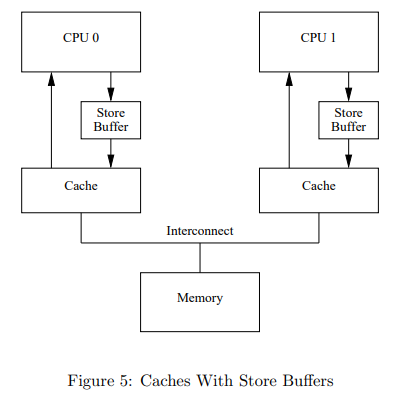 CPU 0
CPU 1
Store
Buffer
Store
Buffer
Cache
Cache
Interconnect
Memory
Figure 5: Caches With Store Buffers